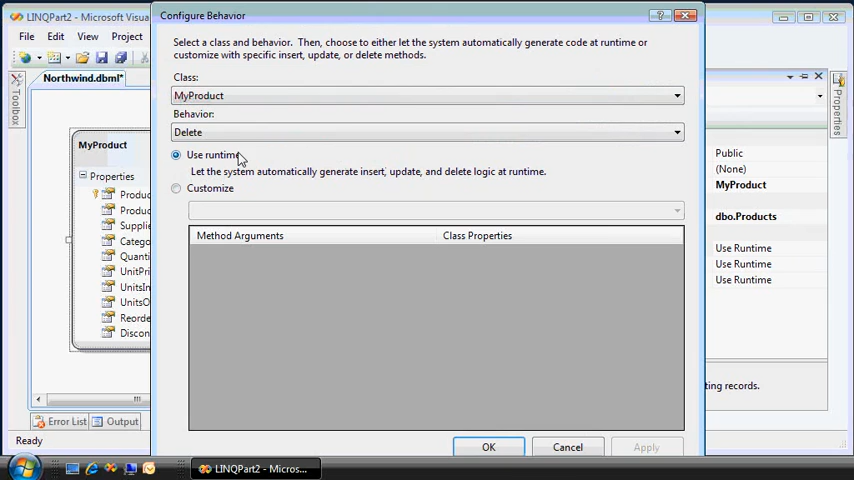 LINQPart2 - Microsoft Visual
Configure Behavior
File Edit View Project
Select a class and behavior. Then, choose to either let the system automatically generate code at runtime or
customize with specific insert, update, or delete methods.
Northwind.dbml*
Class:
MyProduct
Behavior:
Delete
Use runtime
Let the system automatically generate insert, update, and delete logic at runtime.
Customize
Method Arguments Class Properties
OK Cancel Apply
Toolbox
MyProduct
Properties
Produc
Produc
Supplie
Catego
Quanti
UnitPri
UnitsIn
UnitsO
Reorde
Discon
Properties
Public
(None)
MyProduct
dbo.Products
Use Runtime
Use Runtime
Use Runtime
ting records.
Error List Output
Ready
LINQPart2 - Micros...